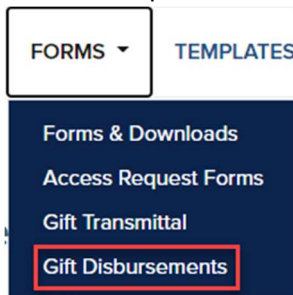 FORMS TEMPLATES
Forms & Downloads
Access Request Forms
Gift Transmittal
Gift Disbursements